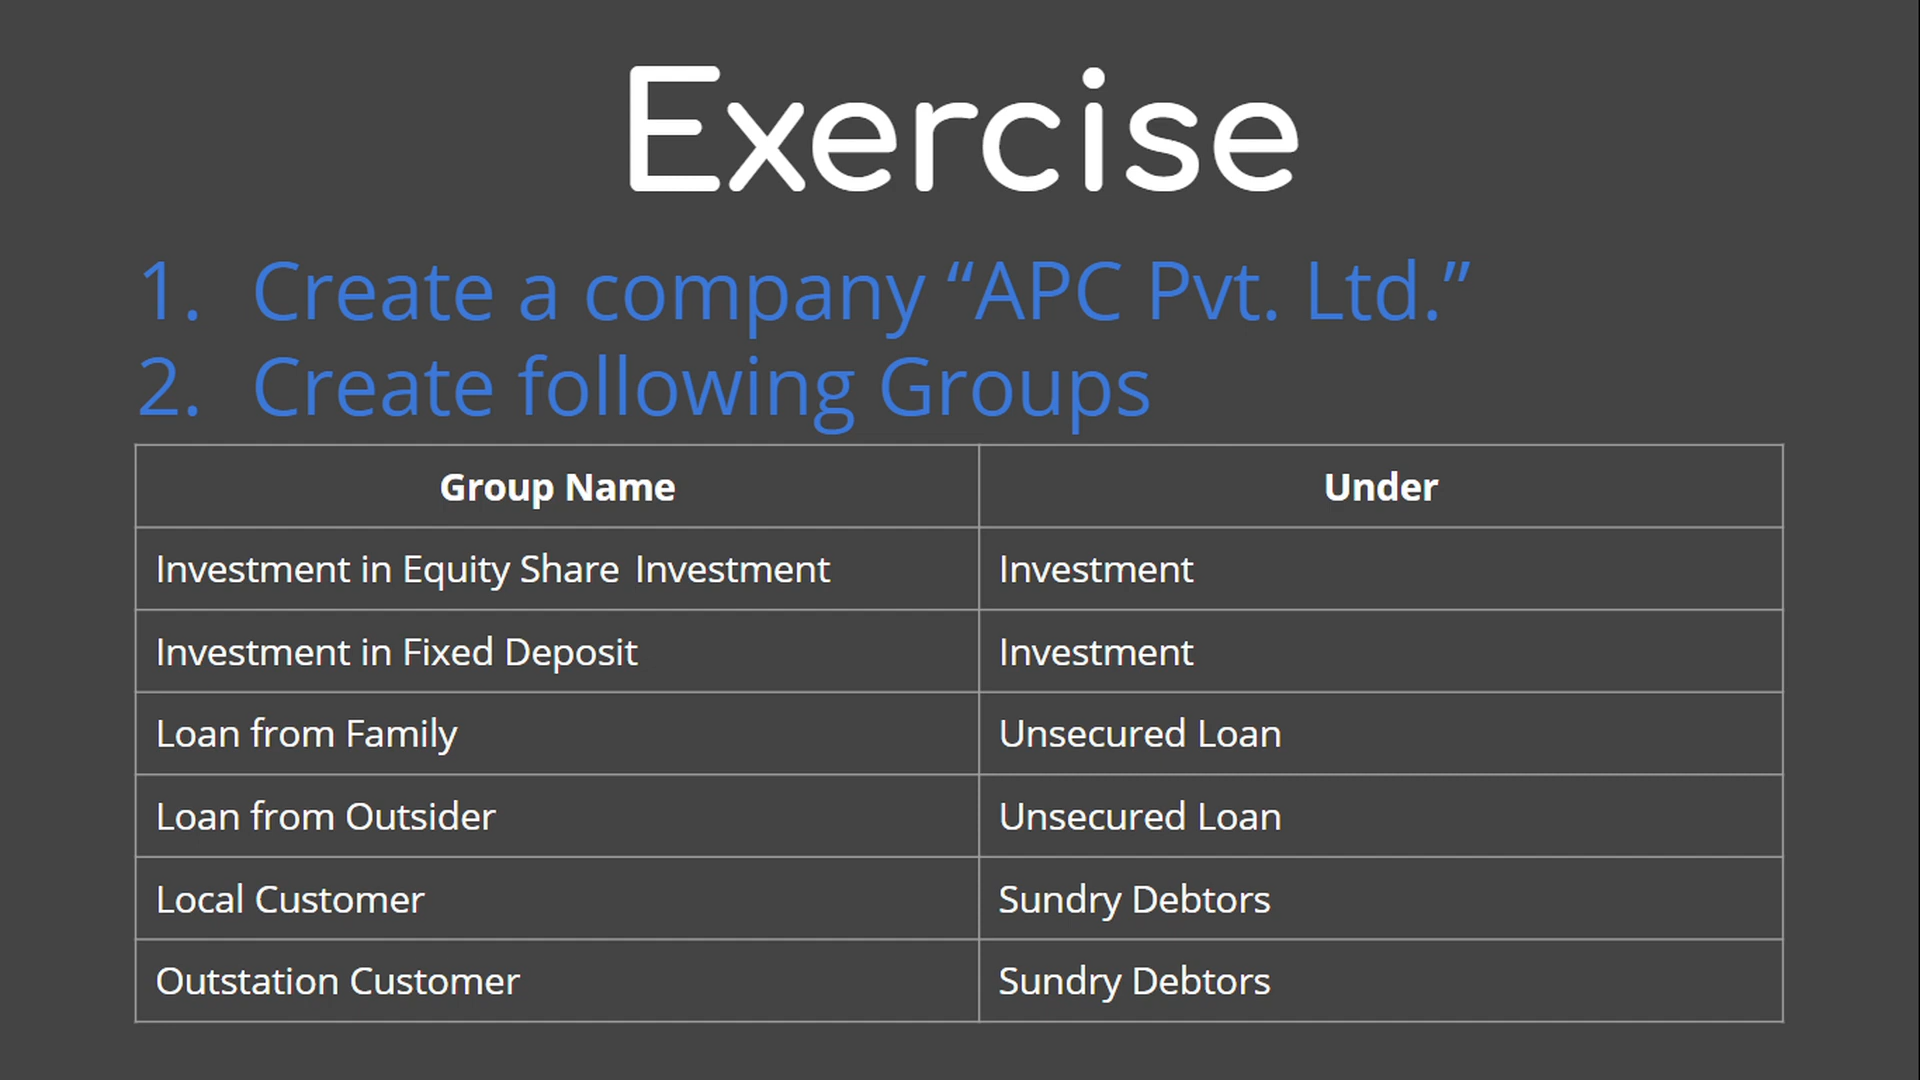 Exercise
1. Create a company “APC Pvt. Ltd.”
2. Create following Groups
Group Name Under
Investment in Equity Share Investment Investment
Investment in Fixed Deposit Investment
Loan from Family Unsecured Loan
Loan from Outsider Unsecured Loan
Local Customer Sundry Debtors
Outstation Customer Sundry Debtors